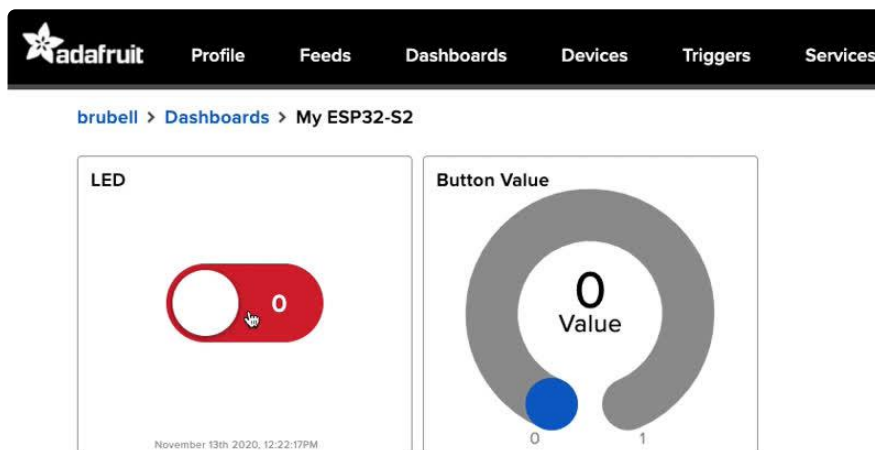 adafruit Profile Feeds Dashboards Devices Triggers Services
brubell > Dashboards > My ESP32-S2
LED
0
November 13th 2020, 12:22:17PM
Button Value
0
Value
0 1